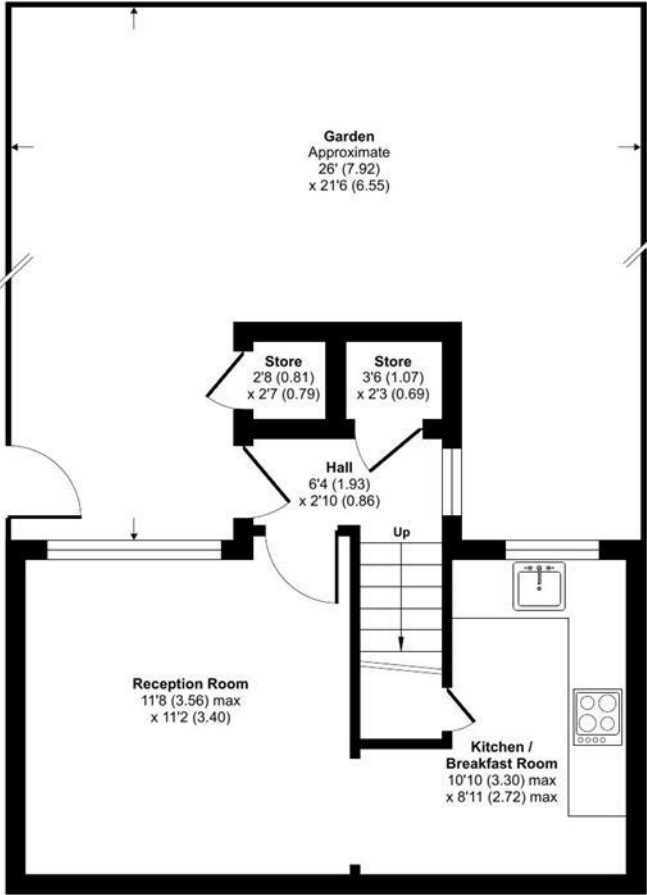 Garden
Approximate
26' (7.92)
x 21'6 (6.55)
Store
2'8 (0.81)
x 2'7 (0.79)
Store
3'6 (1.07)
x 2'3 (0.69)
Hall
6'4 (1.93)
x 2'10 (0.86)
Up
Reception Room
11'8 (3.56) max
x 11'2 (3.40)
Kitchen /
Breakfast Room
10'10 (3.30) max
x 8'11 (2.72) max